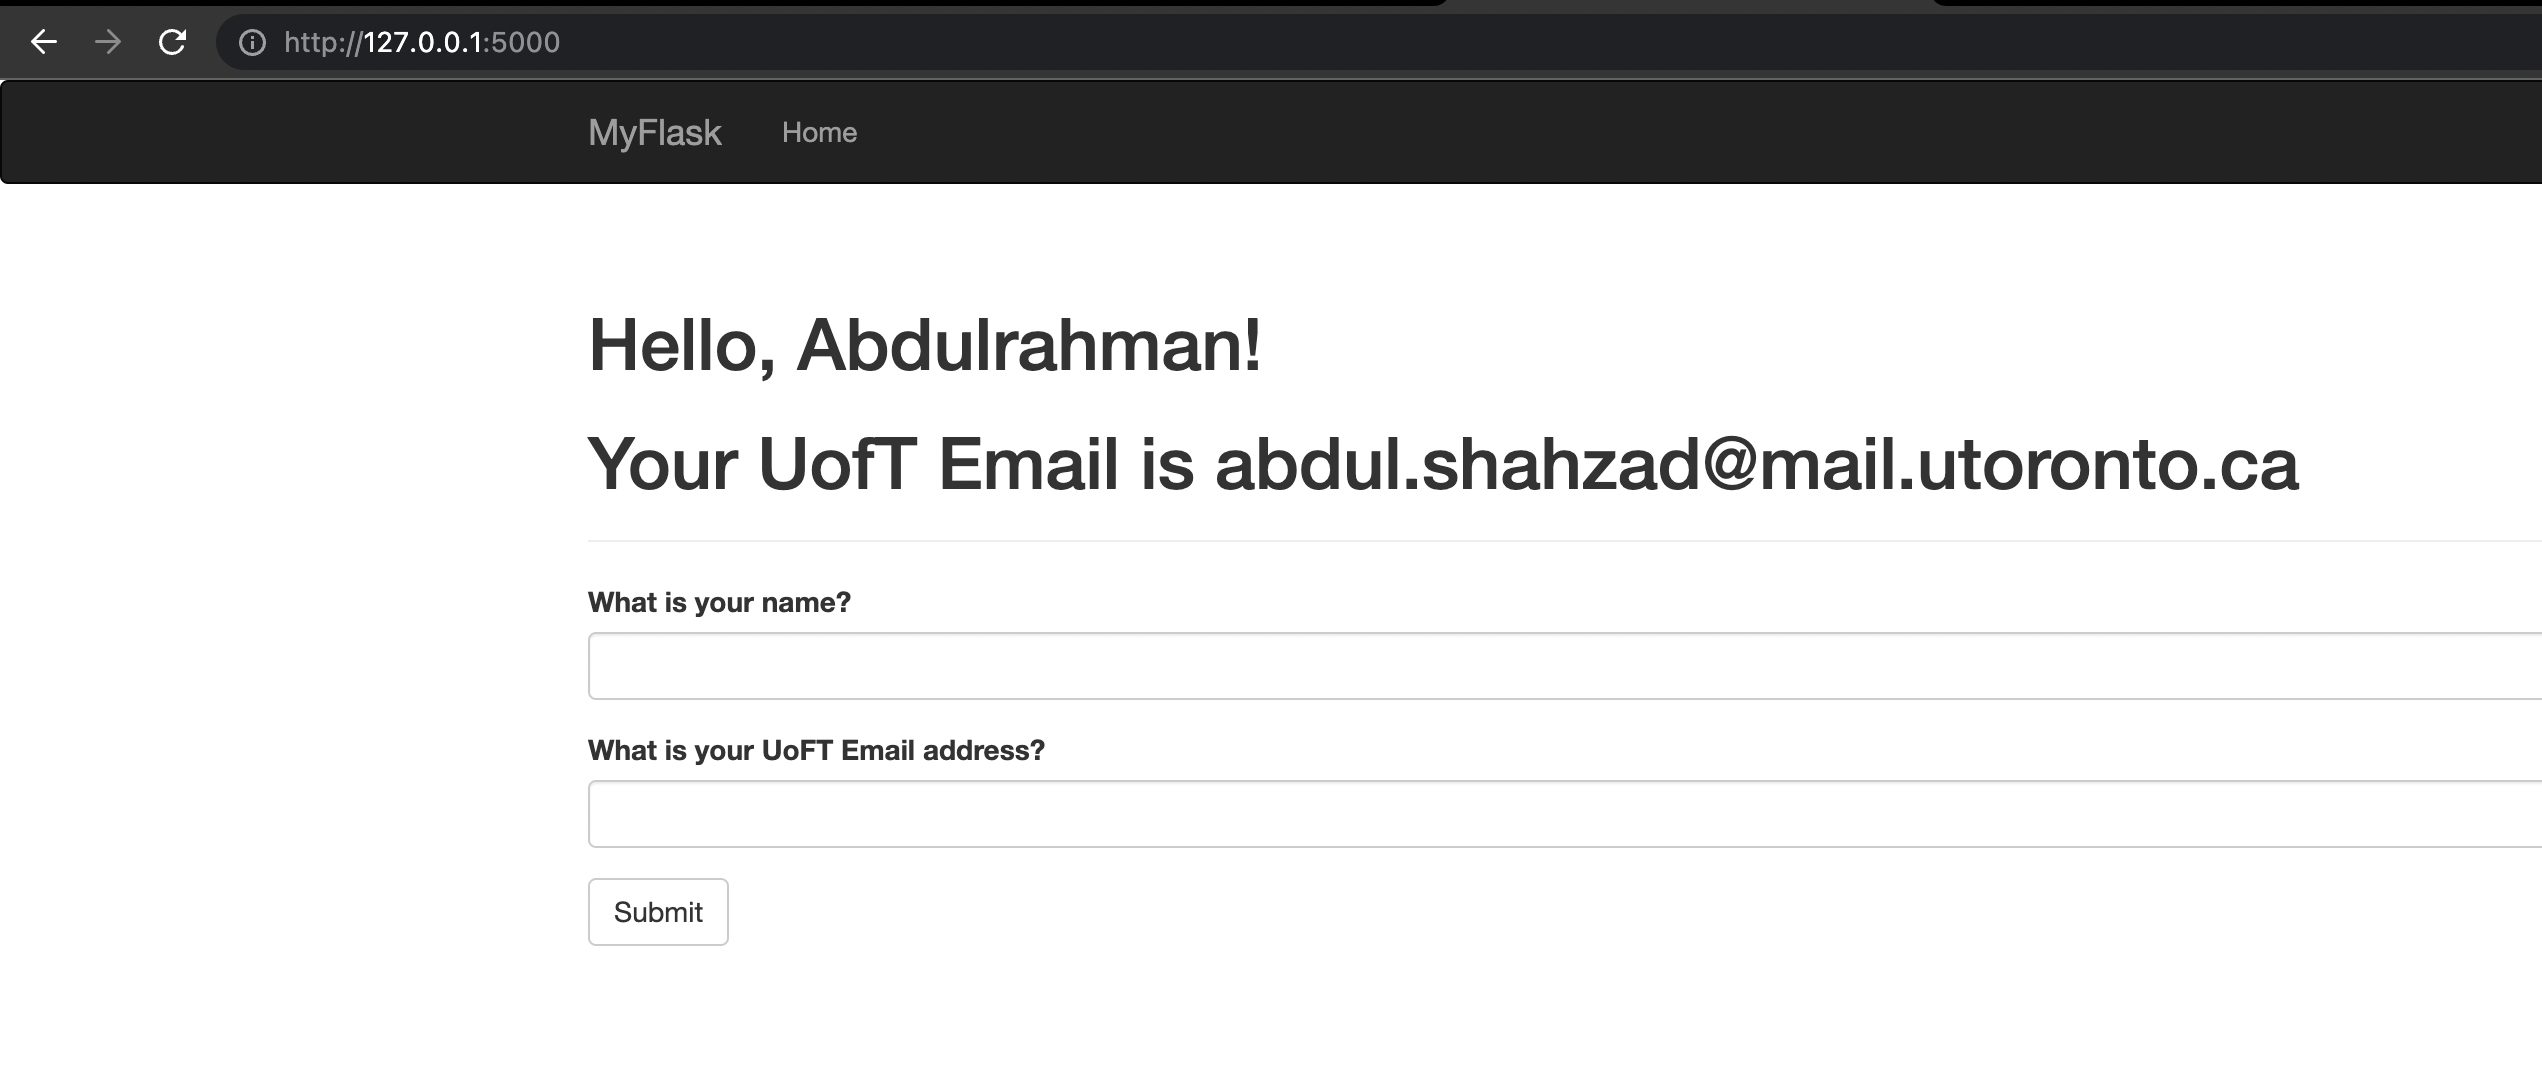 http://127.0.0.1:5000
MyFlask Home
Hello, Abdulrahman!
Your UofT Email is abdul.shahzad@mail.utoronto.ca
What is your name?
What is your UoFT Email address?
Submit